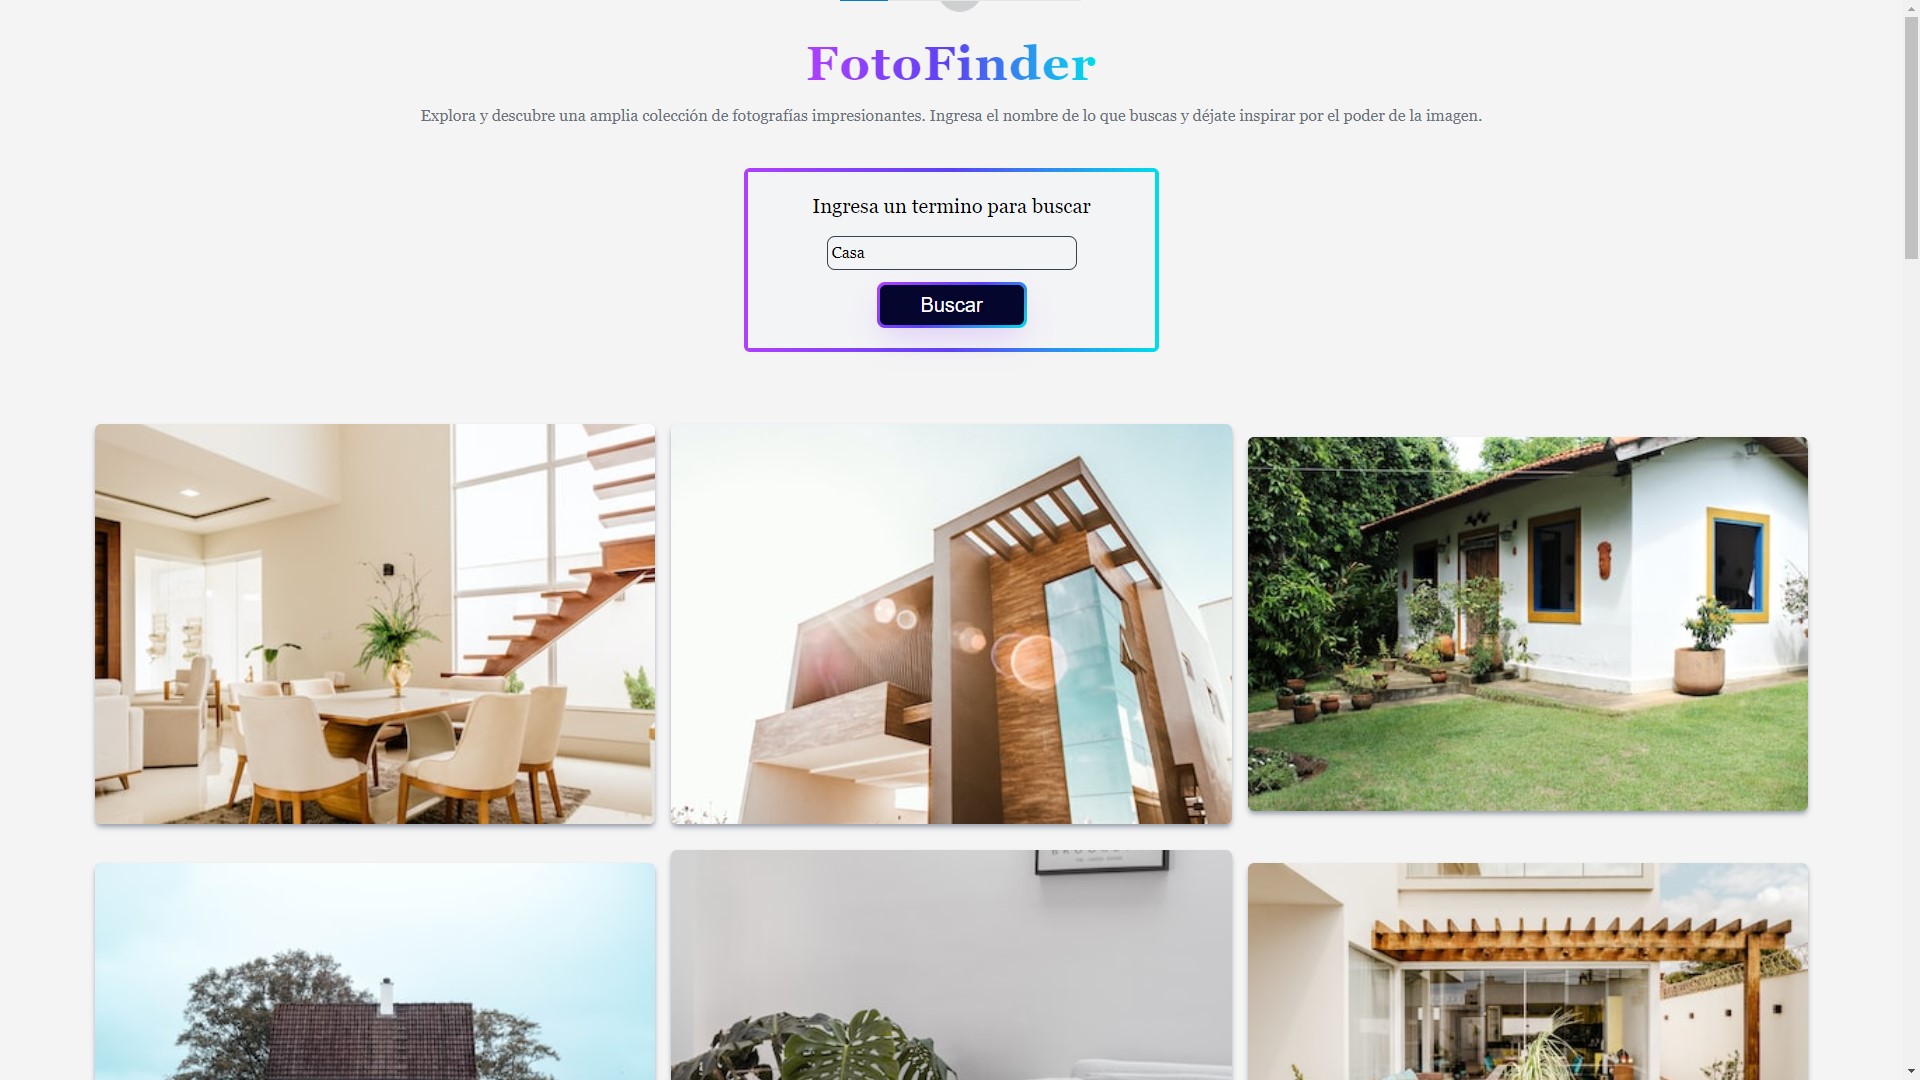 FotoFinder
Explora y descubre una amplia colección de fotografías impresionantes. Ingresa el nombre de lo que buscas y déjate inspirar por el poder de la imagen.
Ingresa un termino para buscar
Casa
Buscar